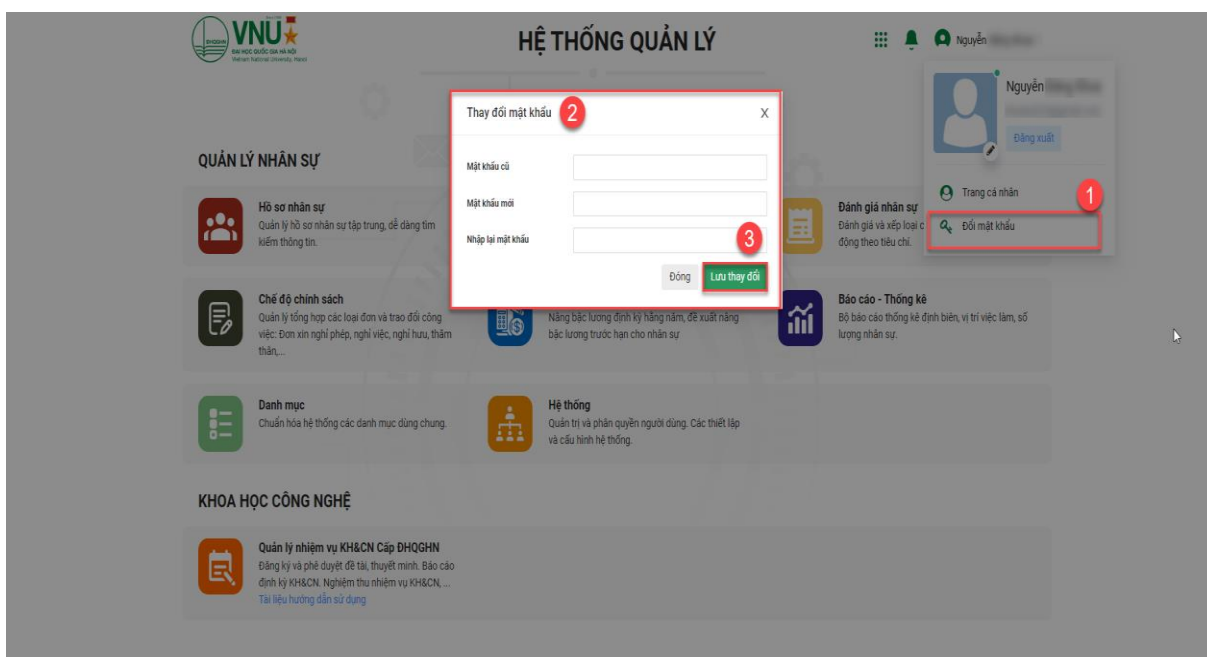 VNU
ĐẠI HỌC QUỐC GIA HÀ NỘI
Vietnam National University, Hanoi
HỆ THỐNG QUẢN LÝ
Nguyễn
Nguyễn
Đăng xuất
Trang cá nhân
1
Đổi mật khẩu
Thay đổi mật khẩu
2
X
Mật khẩu cũ
Mật khẩu mới
Nhập lại mật khẩu
3
Đóng
Lưu thay đổi
QUẢN LÝ NHÂN SỰ
Hồ sơ nhân sự
Quản lý hồ sơ nhân sự tập trung, dễ dàng tìm
kiếm thông tin.
Đánh giá nhân sự
Đánh giá và xếp loại c
động theo tiêu chí.
Chế độ chính sách
Quản lý tổng hợp các loại đơn và trao đổi công
việc: Đơn xin nghỉ phép, nghỉ việc, nghỉ hưu, thăm
thân,...
Nâng bậc lương định kỳ hằng năm, đề xuất nâng
bậc lương trước hạn cho nhân sự
Báo cáo - Thống kê
Bộ báo cáo thống kê định biên, vị trí việc làm, số
lượng nhân sự.
Danh mục
Chuẩn hóa hệ thống các danh mục dùng chung.
Hệ thống
Quản trị và phân quyền người dùng. Các thiết lập
và cấu hình hệ thống.
KHOA HỌC CÔNG NGHỆ
Quản lý nhiệm vụ KH&CN Cấp ĐHQGHN
Đăng ký và phê duyệt đề tài, thuyết minh. Báo cáo
định kỳ KH&CN. Nghiệm thu nhiệm vụ KH&CN, ...
Tài liệu hướng dẫn sử dụng